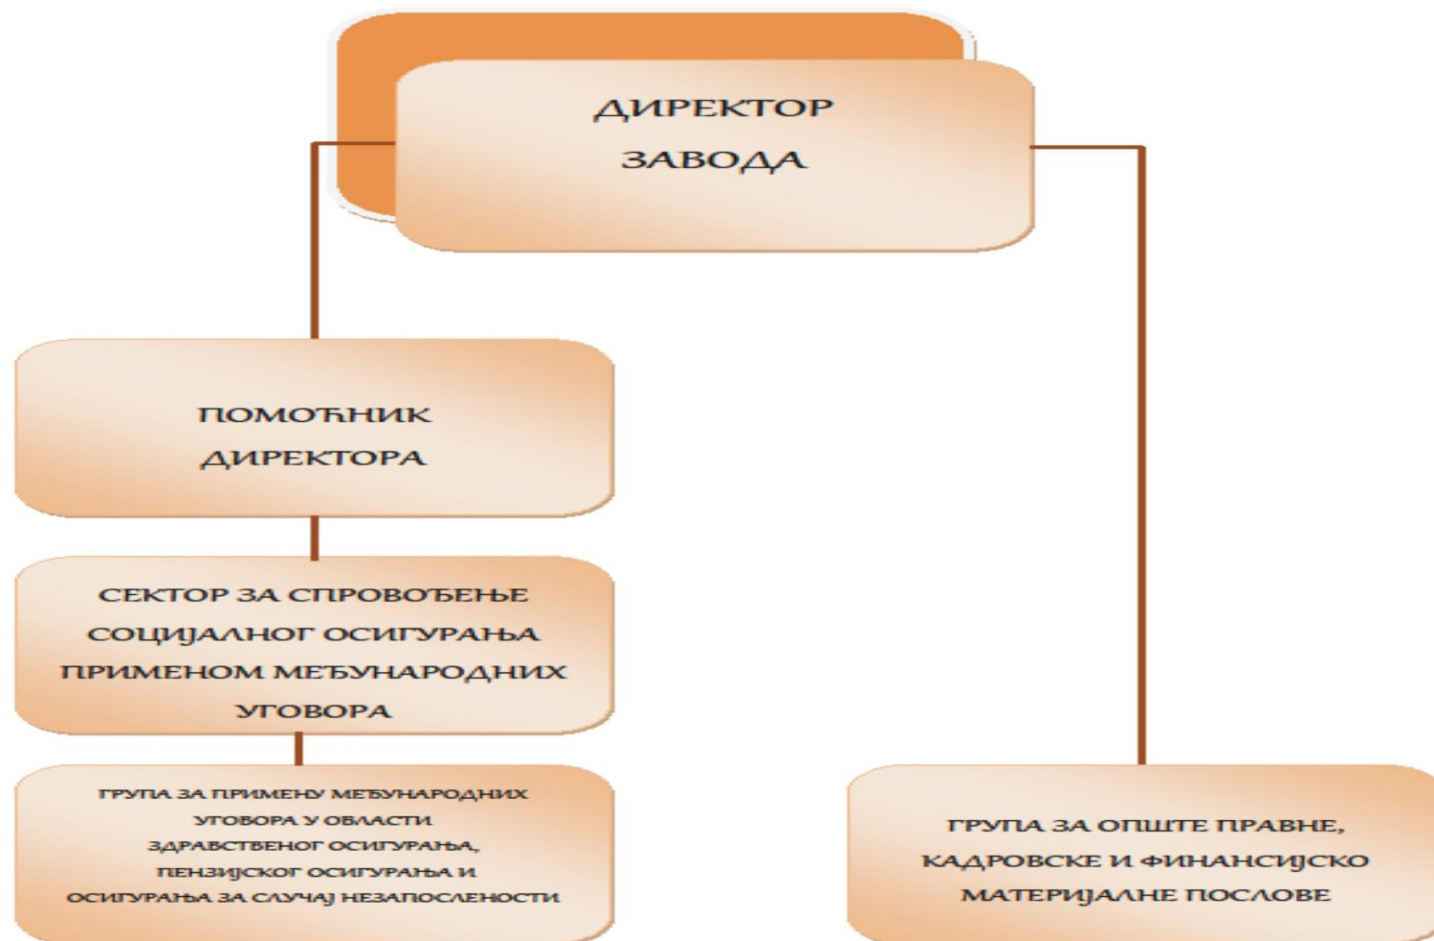 ДИРЕКТОР
ЗАВОДА
ПОМОЋНИК
ДИРЕКТОРА
СЕКТОР ЗА СПРОВОЂЕЊЕ
СОЦИЈАЛНОГ ОСИГУРАЊА
ПРИМЕНОМ МЕЂУНАРОДНИХ
УГОВОРА
ГРУПА ЗА ПРИМЕНУ МЕЂУНАРОДНИХ
УГОВОРА У ОБЛАСТИ
ЗДРАВСТВЕНОГ ОСИГУРАЊА,
ПЕНЗИЈСКОГ ОСИГУРАЊА И
ОСИГУРАЊА ЗА СЛУЧАЈ НЕЗАПОСЛЕНОСТИ
ГРУПА ЗА ОПШТЕ ПРАВНЕ,
КАДРОВСКЕ И ФИНАНСИЈСКО
МАТЕРИЈАЛНЕ ПОСЛОВЕ